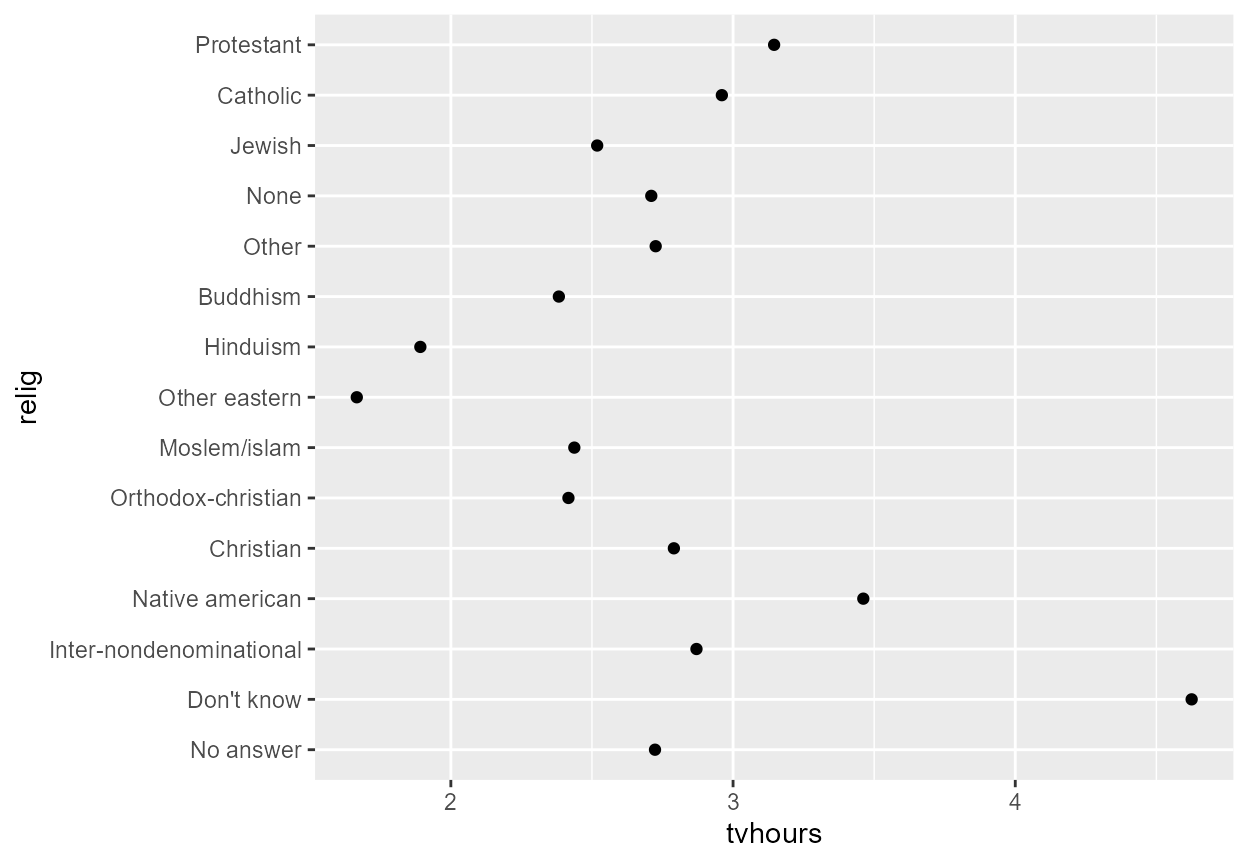 Protestant
Catholic
Jewish
None
Other
Buddhism
Hinduism
Other eastern
Moslem/islam
Orthodox-christian
Christian
Native american
Inter-nondenominational
Don't know
No answer
relig
2 3 4
tvhours